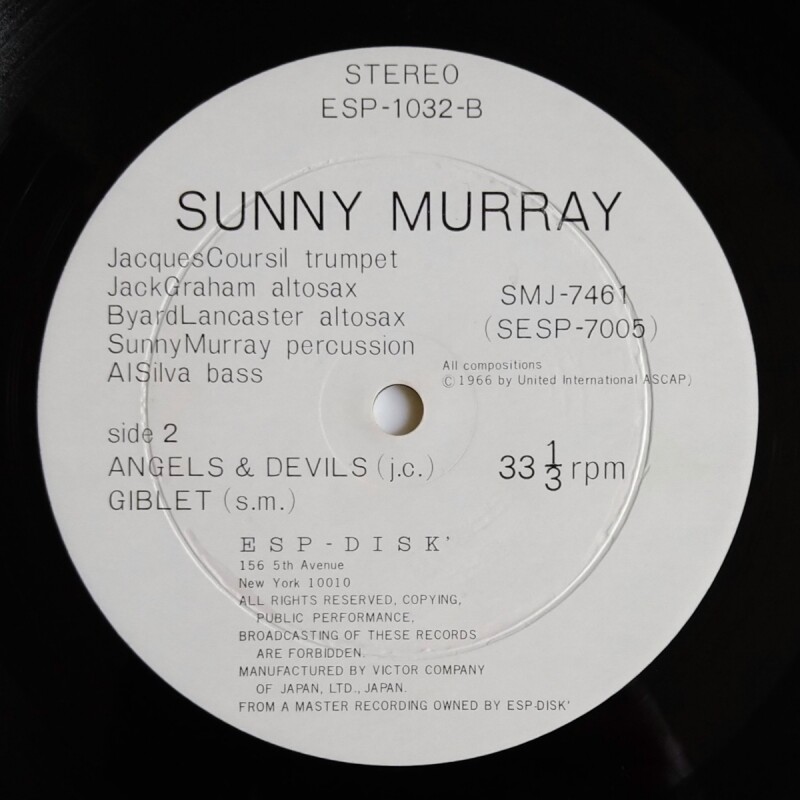 STEREO
ESP-1032-B
SUNNY MURRAY
JacquesCoursil trumpet
JackGraham altosax
ByardLancaster altosax
SunnyMurray percussion
AlSilva bass
SMJ-7461
(SESP-7005)
All compositions
© 1966 by United International ASCAP)
side 2
ANGELS & DEVILS (j.c.)
GIBLET (s.m.)
33 1/3 rpm
ESP-DISK'
156 5th Avenue
New York 10010
ALL RIGHTS RESERVED, COPYING,
PUBLIC PERFORMANCE,
BROADCASTING OF THESE RECORDS
ARE FORBIDDEN.
MANUFACTURED BY VICTOR COMPANY
OF JAPAN, LTD., JAPAN.
FROM A MASTER RECORDING OWNED BY ESP-DISK'